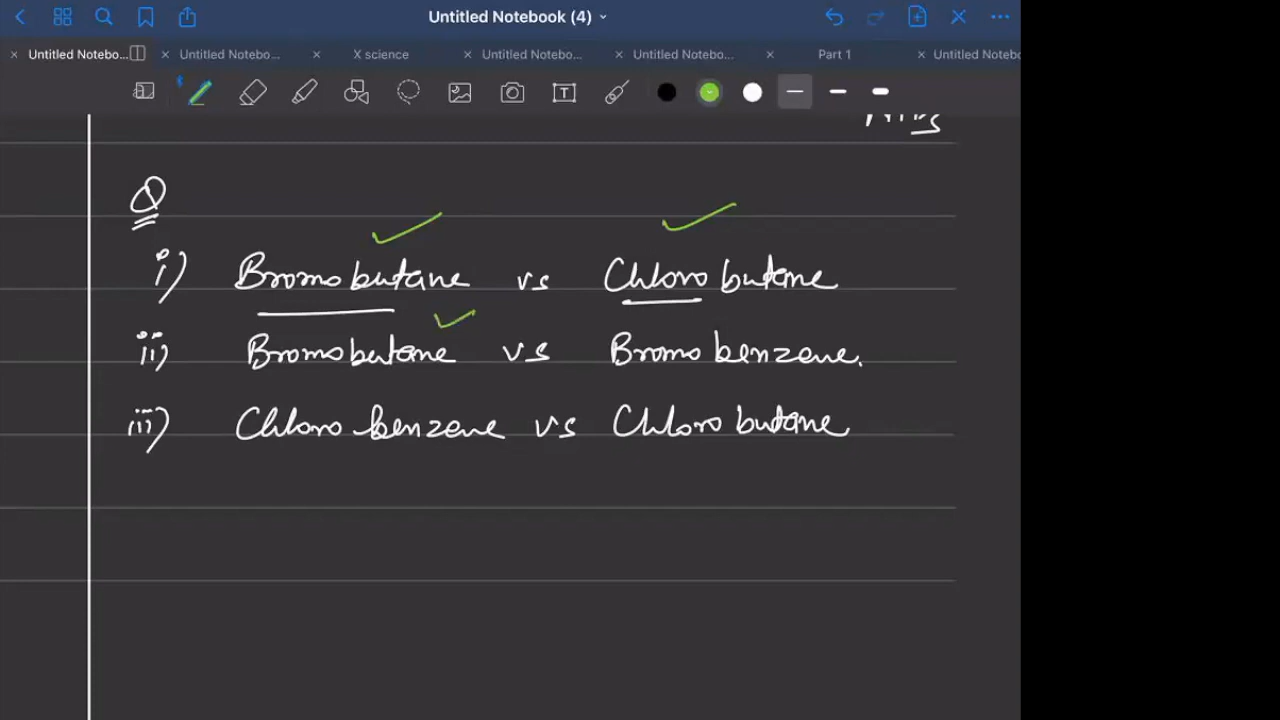 Untitled Notebook (4)
Untitled Notebo... Untitled Notebo... X science Untitled Notebo... Untitled Notebo... Part 1 Untitled Notebo
T
Q
i) Bromobutane vs Chlorobutane
ii) Bromobutane vs Bromobenzene.
iii) Chlorobenzene vs Chlorobutane